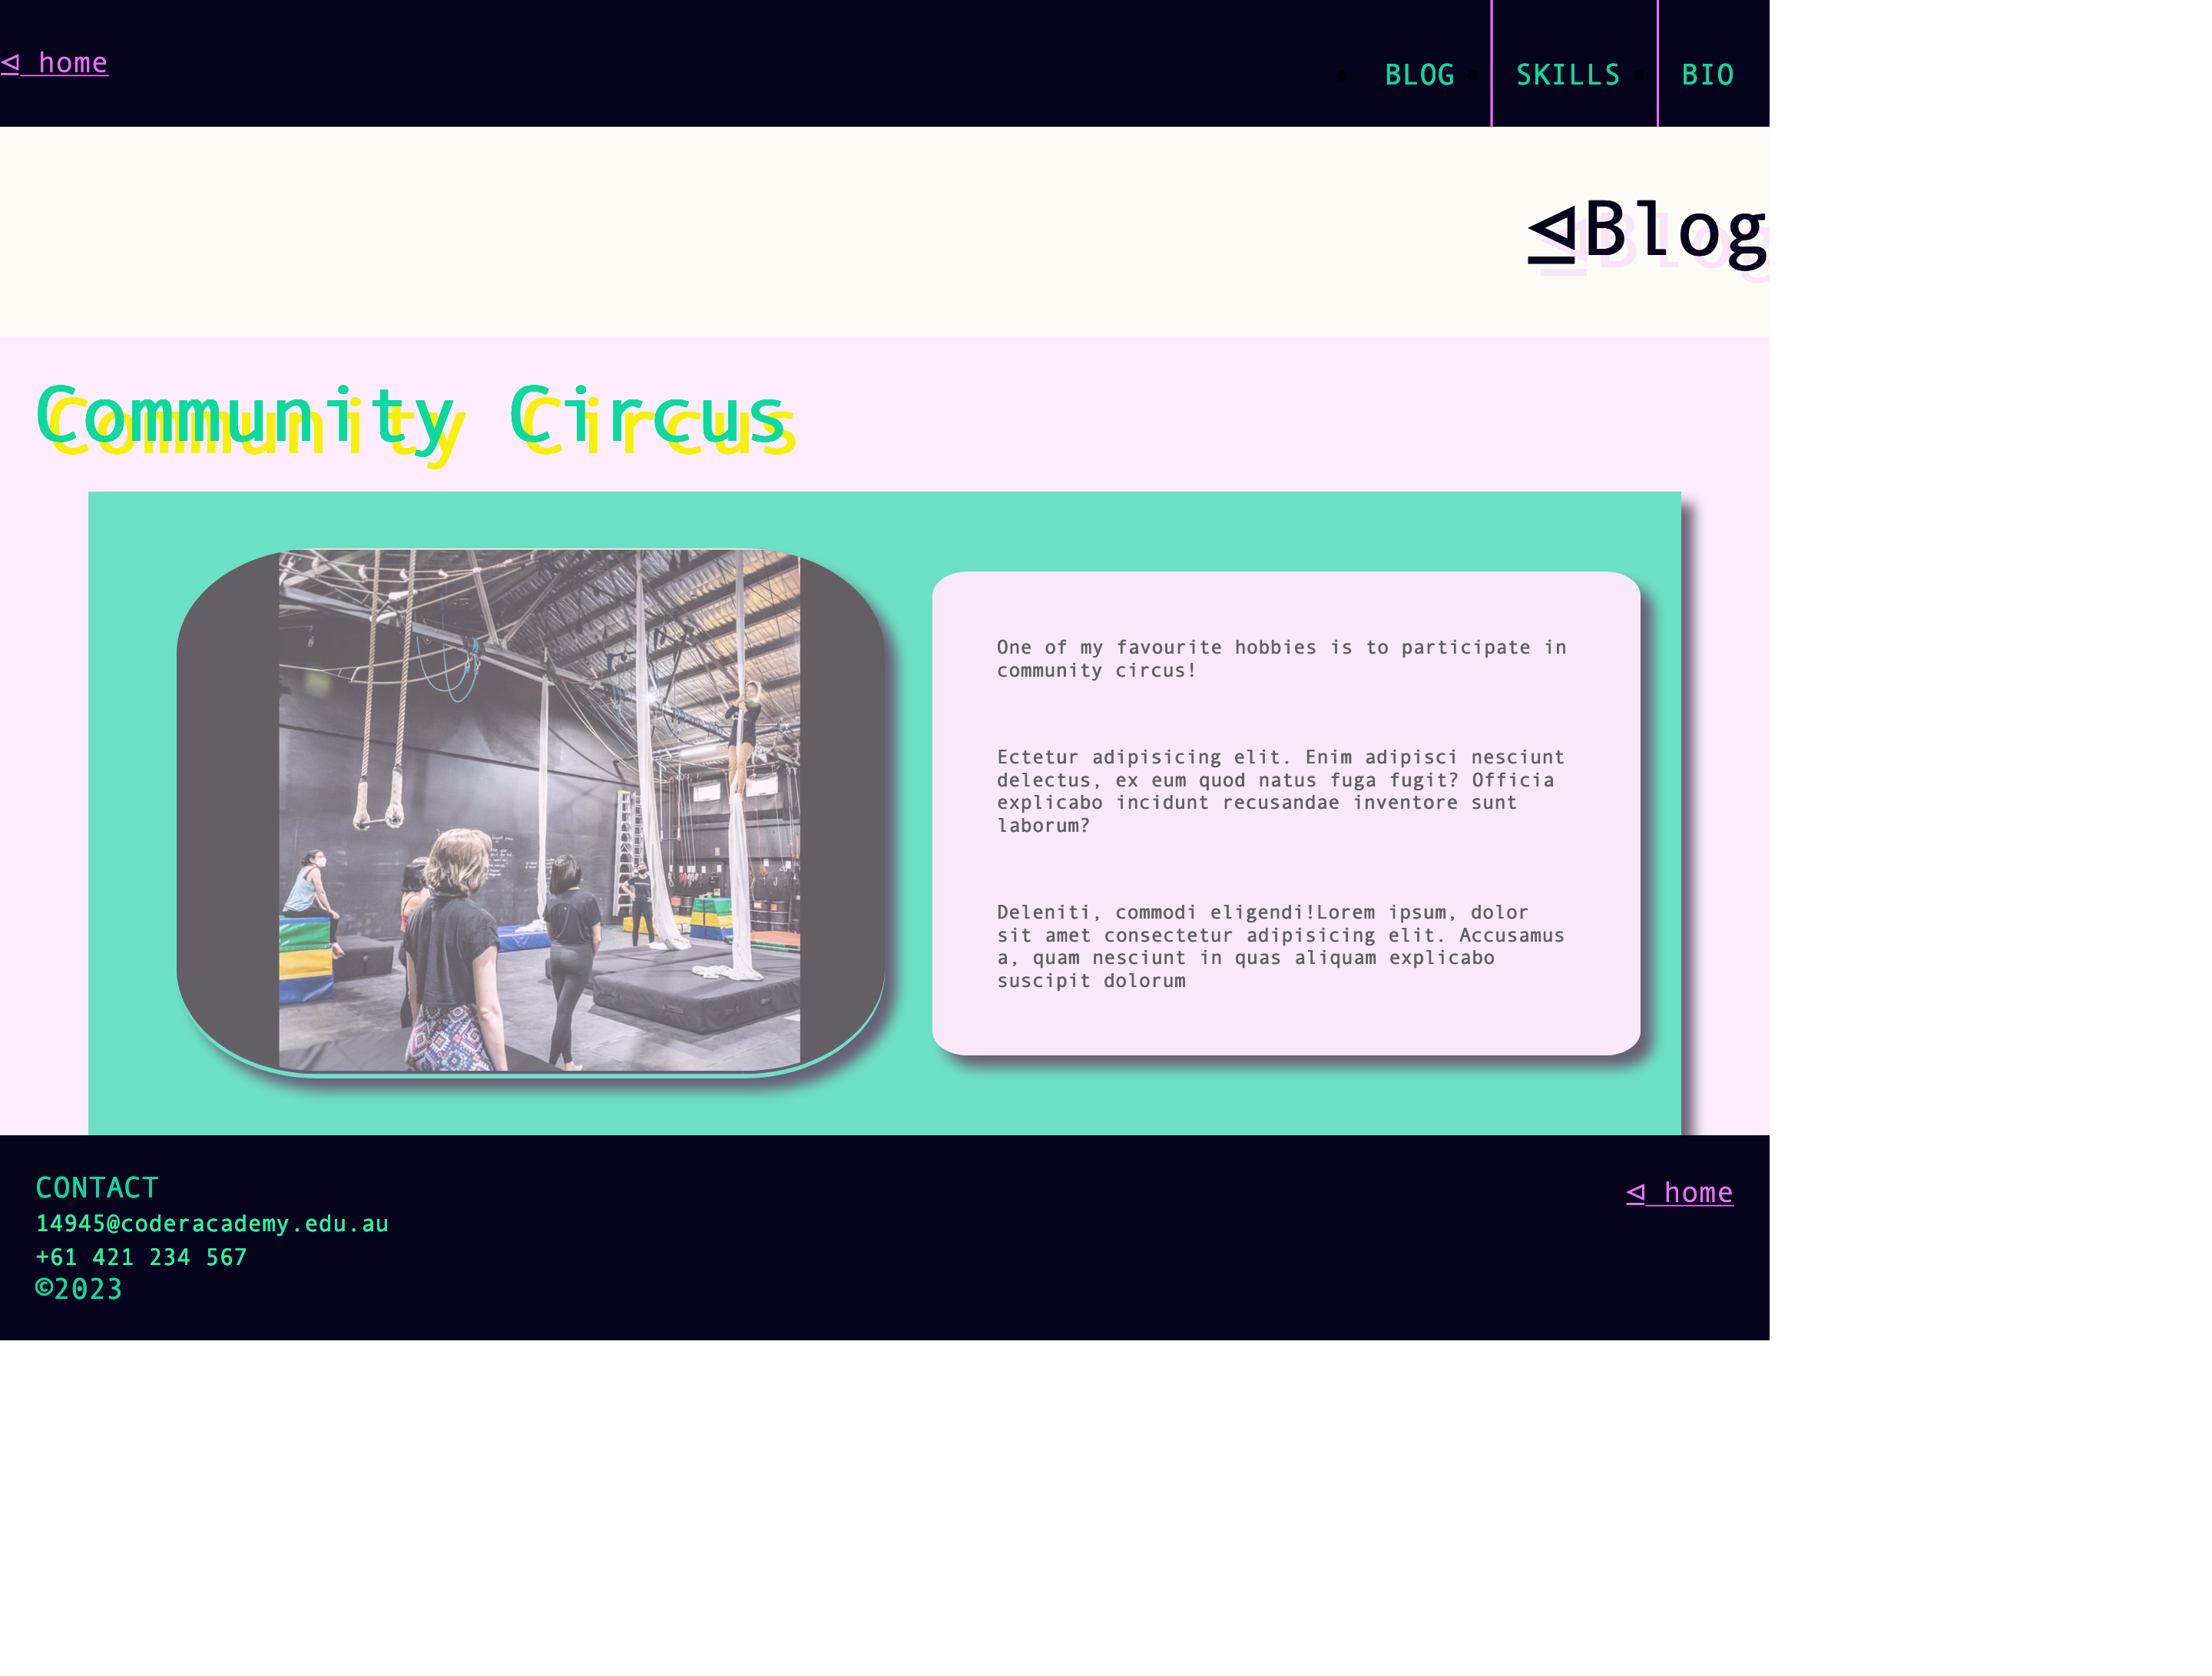 ⊴ home
BLOG
SKILLS
BIO
⊴Blog
Community Circus
One of my favourite hobbies is to participate in
community circus!
Ectetur adipisicing elit. Enim adipisci nesciunt
delectus, ex eum quod natus fuga fugit? Officia
explicabo incidunt recusandae inventore sunt
laborum?
Deleniti, commodi eligendi!Lorem ipsum, dolor
sit amet consectetur adipisicing elit. Accusamus
a, quam nesciunt in quas aliquam explicabo
suscipit dolorum
CONTACT
14945@coderacademy.edu.au
+61 421 234 567
©2023
⊴ home